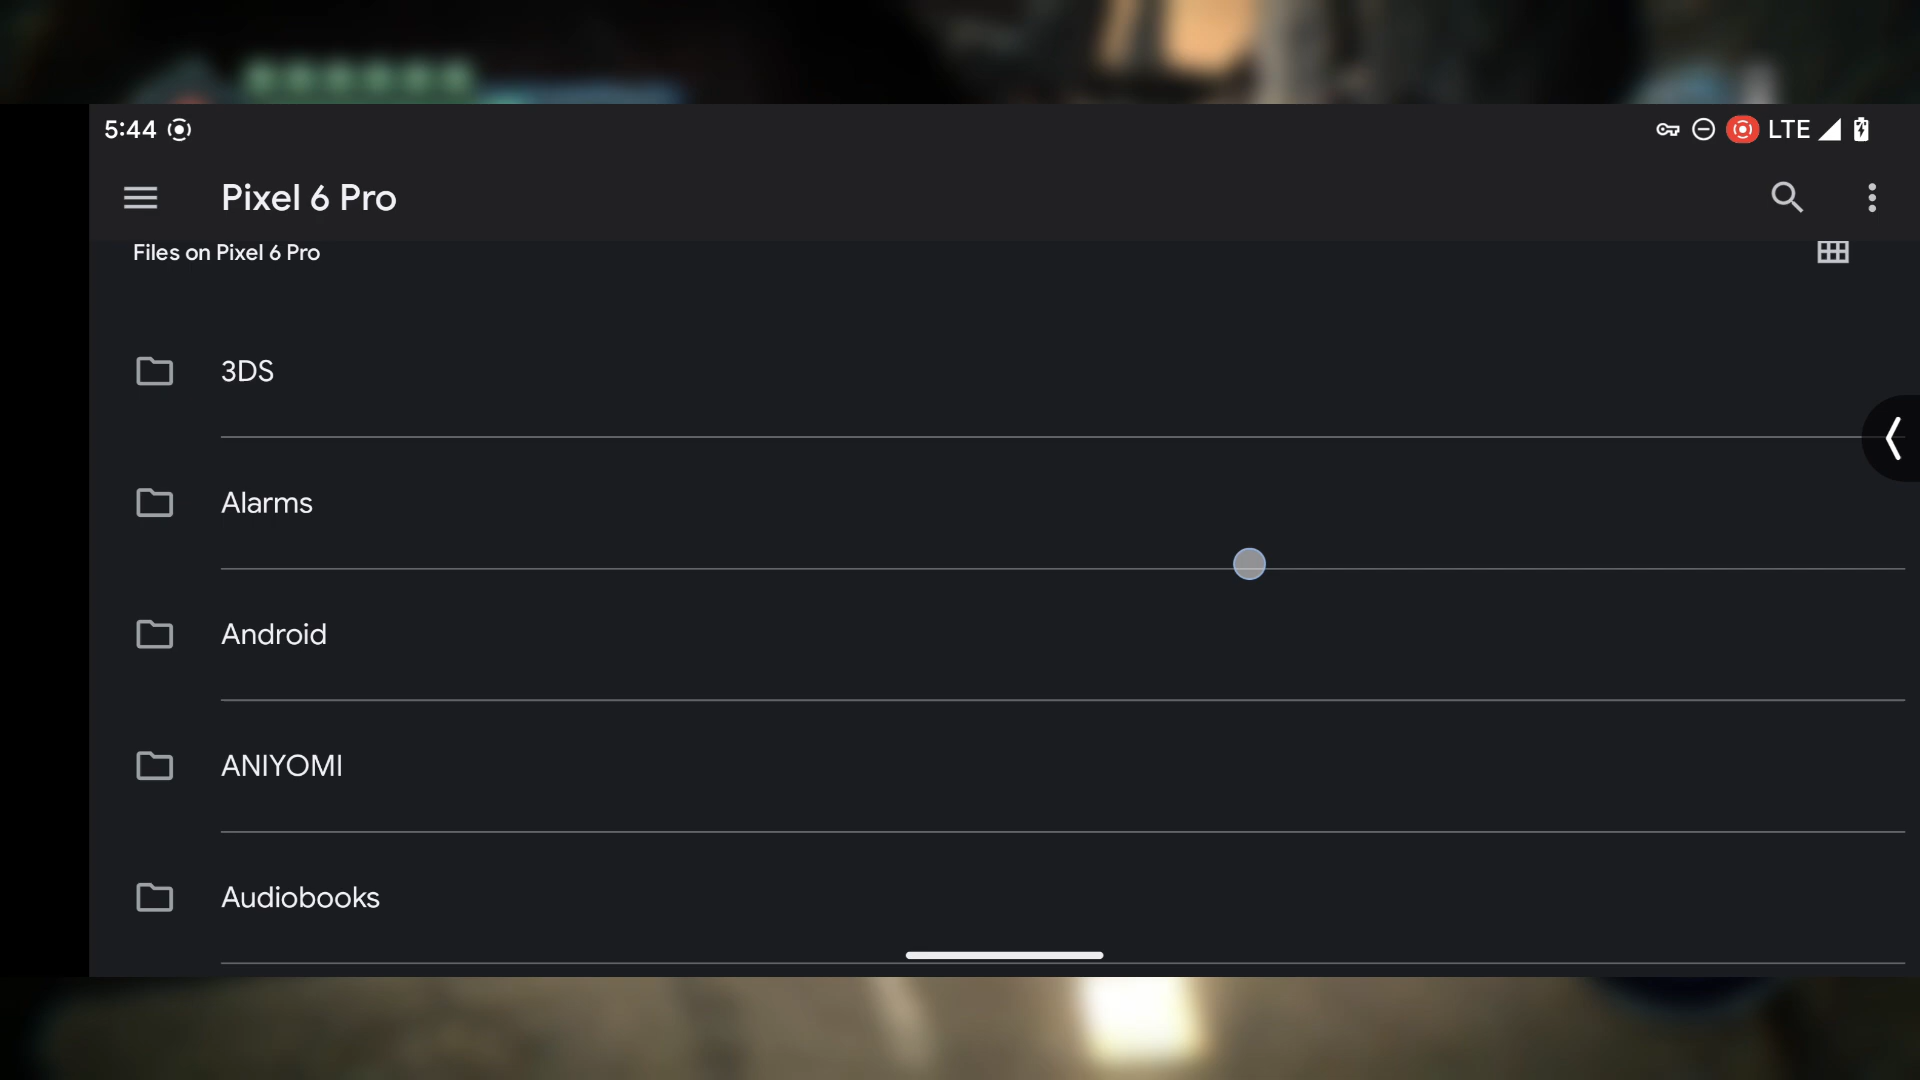 5:44 LTE
Pixel 6 Pro
Files on Pixel 6 Pro
3DS
Alarms
Android
ANIYOMI
Audiobooks